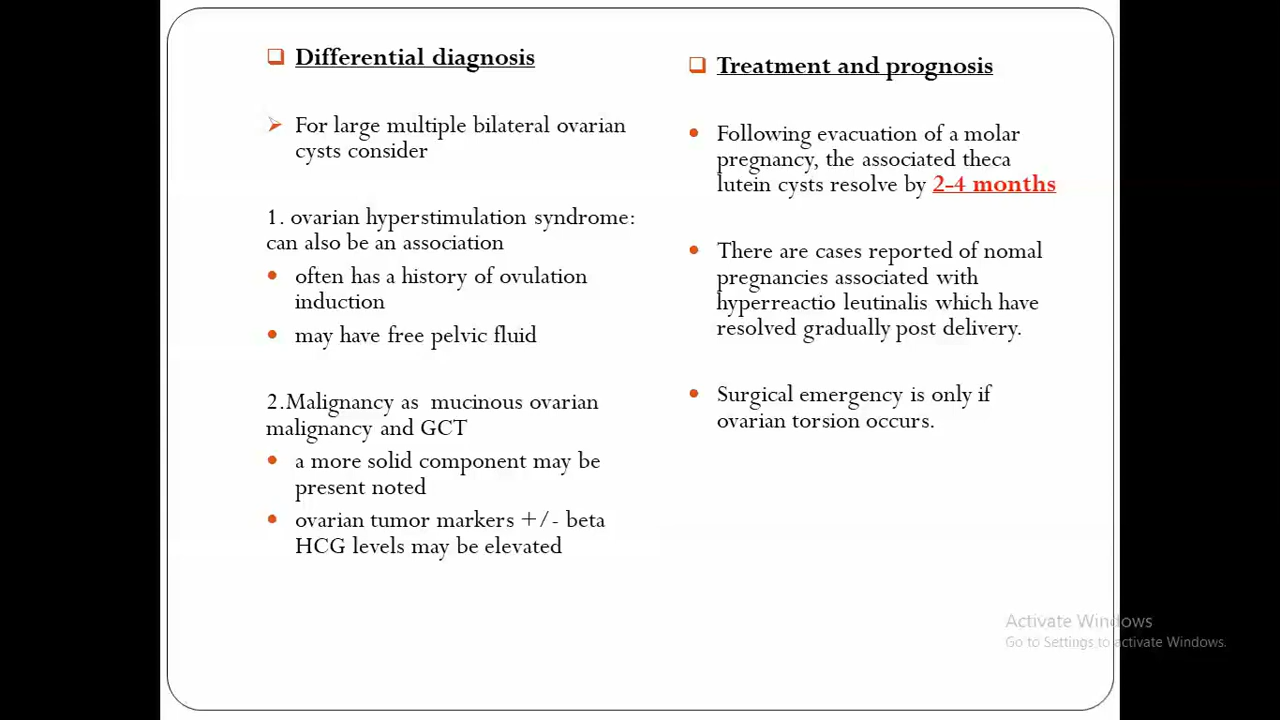 Differential diagnosis
For large multiple bilateral ovarian
cysts consider
1. ovarian hyperstimulation syndrome:
can also be an association
often has a history of ovulation
induction
may have free pelvic fluid
2.Malignancy as mucinous ovarian
malignancy and GCT
a more solid component may be
present noted
ovarian tumor markers +/- beta
HCG levels may be elevated
Treatment and prognosis
Following evacuation of a molar
pregnancy, the associated theca
lutein cysts resolve by 2-4 months
There are cases reported of nomal
pregnancies associated with
hyperreactio leutinalis which have
resolved gradually post delivery.
Surgical emergency is only if
ovarian torsion occurs.
Activate Windows
Go to Settings to activate Windows.